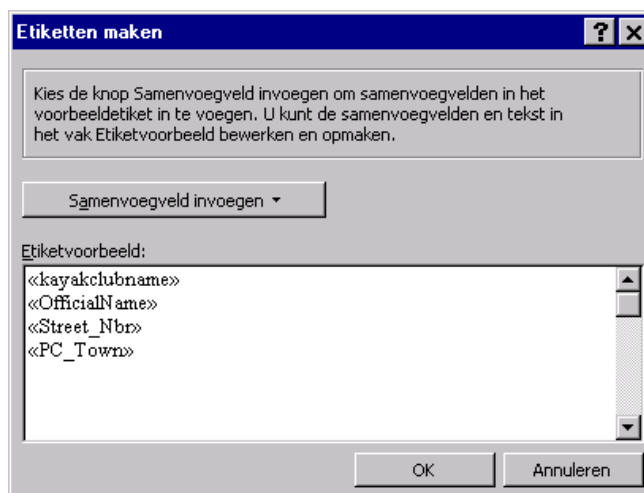 Etiketten maken
Kies de knop Samenvoegveld invoegen om samenvoegvelden in het
voorbeeldetiket in te voegen. U kunt de samenvoegvelden en tekst in
het vak Etiketvoorbeeld bewerken en opmaken.
Samenvoegveld invoegen
Etiketvoorbeeld:
«kayakclubname»
«OfficialName»
«Street_Nbr»
«PC_Town»
OK Annuleren